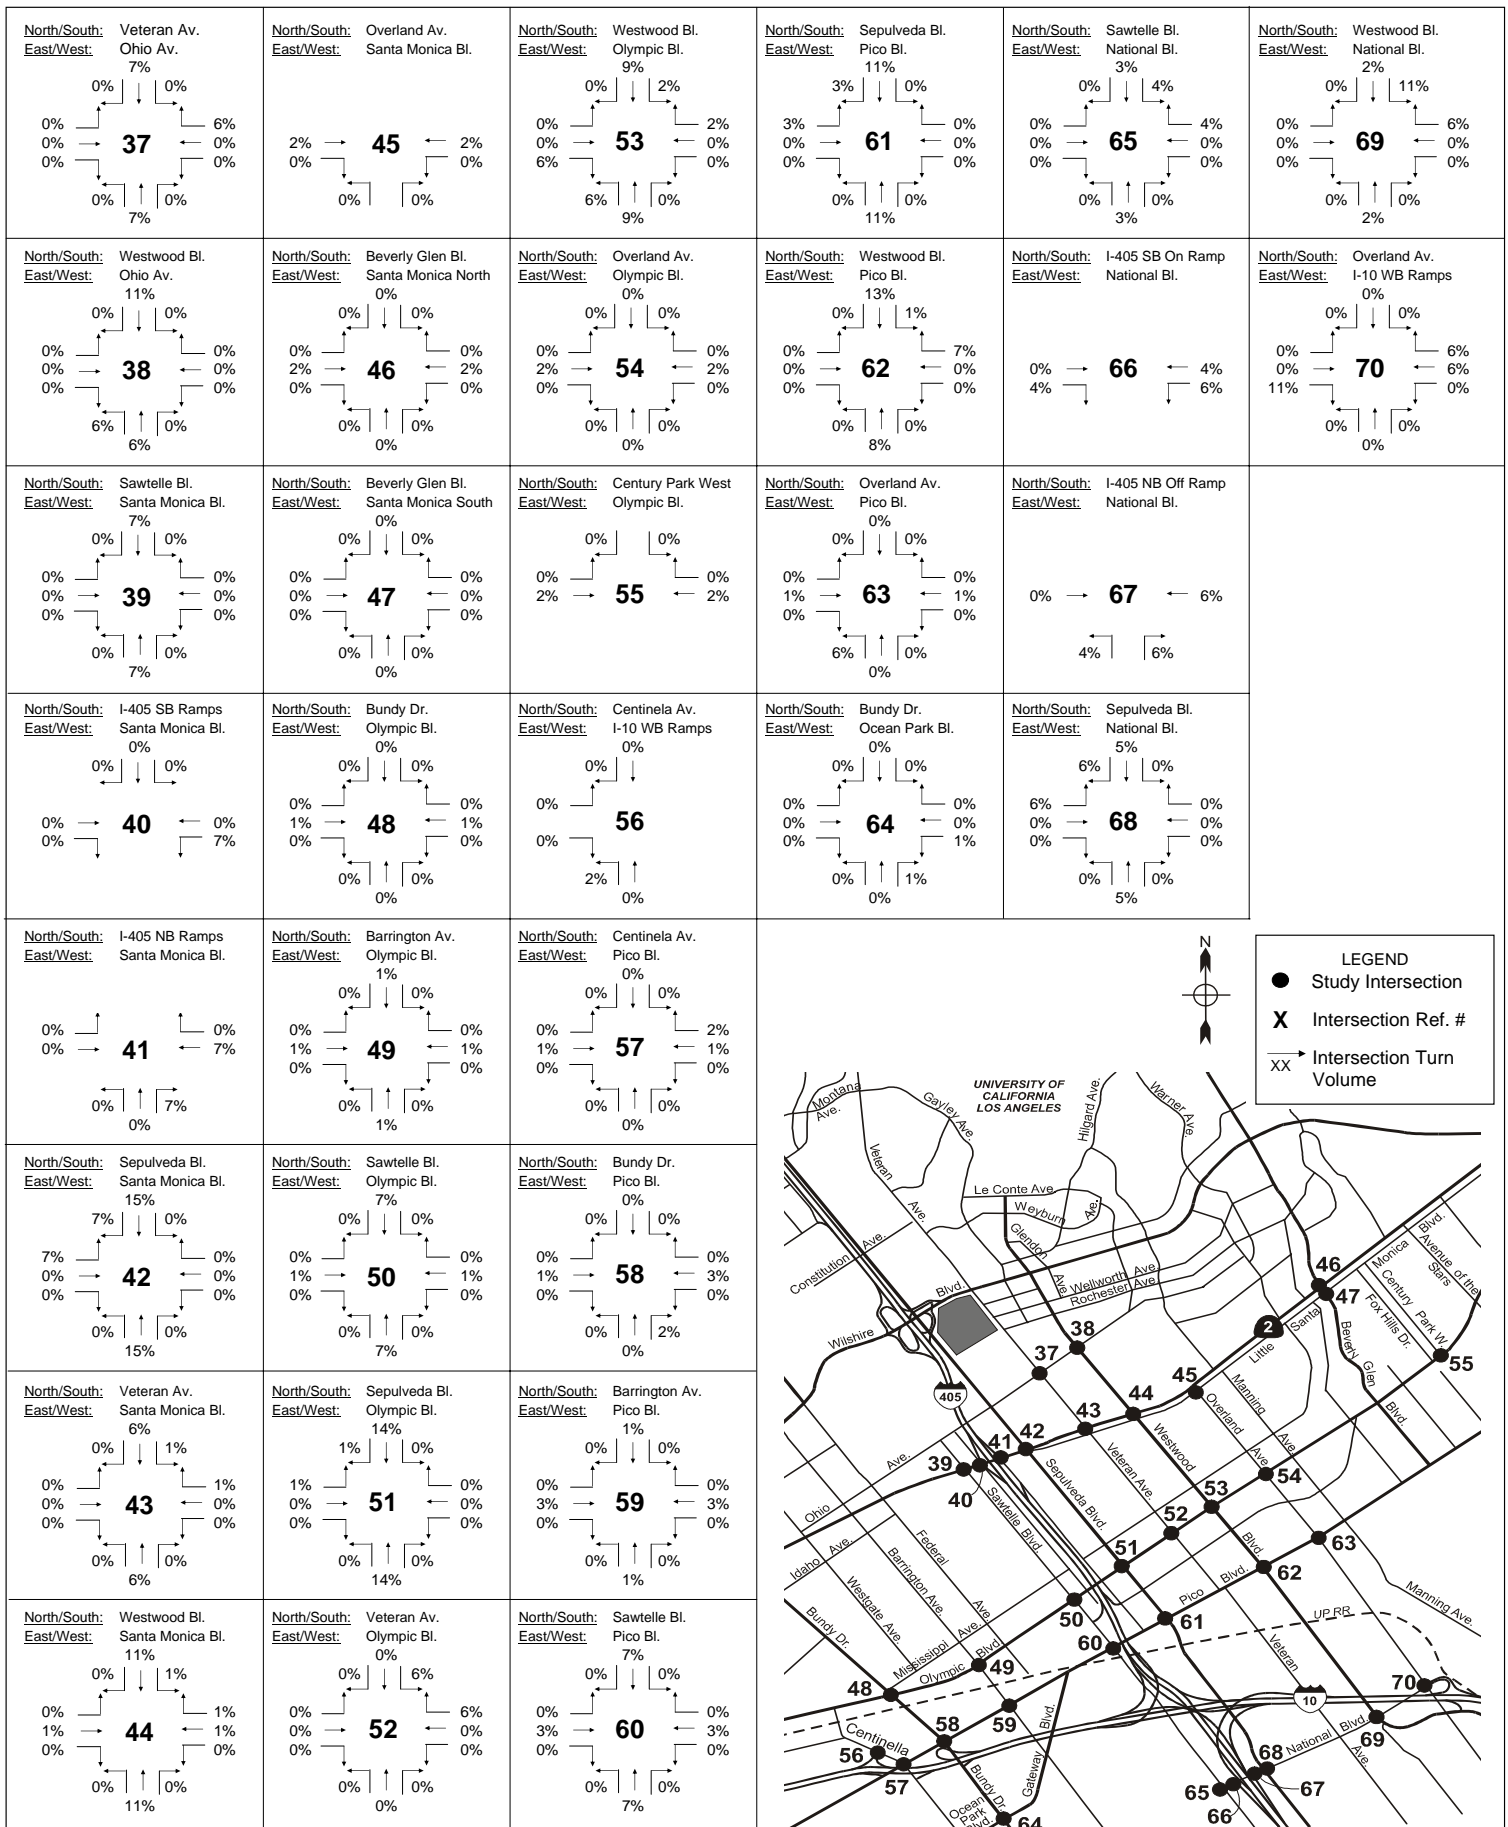 North/South: Veteran Av.
East/West: Ohio Av.
7%
0% 0%
0% 6%
0% 37 0%
0% 0%
0% 0%
7%
North/South: Overland Av.
East/West: Santa Monica Bl.
2% 45 2%
0% 0%
0% 0%
North/South: Westwood Bl.
East/West: Olympic Bl.
9%
0% 2%
0% 2%
0% 53 0%
6% 0%
6% 0%
9%
North/South: Sepulveda Bl.
East/West: Pico Bl.
11%
3% 0%
3% 0%
0% 61 0%
0% 0%
0% 0%
11%
North/South: Sawtelle Bl.
East/West: National Bl.
3%
0% 4%
0% 4%
0% 65 0%
0% 0%
0% 0%
3%
North/South: Westwood Bl.
East/West: National Bl.
2%
0% 11%
0% 6%
0% 69 0%
0% 0%
0% 0%
2%
North/South: Westwood Bl.
East/West: Ohio Av.
11%
0% 0%
0% 0%
0% 38 0%
0% 0%
6% 0%
6%
North/South: Beverly Glen Bl.
East/West: Santa Monica North
0%
0% 0%
0% 0%
2% 46 2%
0% 0%
0% 0%
0%
North/South: Overland Av.
East/West: Olympic Bl.
0%
0% 0%
0% 0%
2% 54 2%
0% 0%
0% 0%
0%
North/South: Westwood Bl.
East/West: Pico Bl.
13%
0% 1%
0% 7%
0% 62 0%
0% 0%
0% 0%
8%
North/South: I-405 SB On Ramp
East/West: National Bl.
0% 66 4%
4% 6%
North/South: Overland Av.
East/West: I-10 WB Ramps
0%
0% 0%
0% 6%
0% 70 6%
11% 0%
0% 0%
0%
North/South: Sawtelle Bl.
East/West: Santa Monica Bl.
7%
0% 0%
0% 0%
0% 39 0%
0% 0%
0% 0%
7%
North/South: Beverly Glen Bl.
East/West: Santa Monica South
0%
0% 0%
0% 0%
0% 47 0%
0% 0%
0% 0%
0%
North/South: Century Park West
East/West: Olympic Bl.
0% 0%
0% 0%
2% 55 2%
North/South: Overland Av.
East/West: Pico Bl.
0%
0% 0%
0% 0%
1% 63 1%
0% 0%
6% 0%
0%
North/South: I-405 NB Off Ramp
East/West: National Bl.
0% 67 6%
4% 6%
North/South: I-405 SB Ramps
East/West: Santa Monica Bl.
0%
0% 0%
0% 40 0%
0% 7%
North/South: Bundy Dr.
East/West: Olympic Bl.
0%
0% 0%
0% 0%
1% 48 1%
0% 0%
0% 0%
0%
North/South: Centinela Av.
East/West: I-10 WB Ramps
0%
0%
0%
56
0%
2%
0%
North/South: Bundy Dr.
East/West: Ocean Park Bl.
0%
0% 0%
0% 0%
0% 64 0%
0% 1%
0% 1%
0%
North/South: Sepulveda Bl.
East/West: National Bl.
5%
6% 0%
6% 0%
0% 68 0%
0% 0%
0% 0%
5%
North/South: I-405 NB Ramps
East/West: Santa Monica Bl.
0% 0%
0% 41 7%
0% 7%
0%
North/South: Barrington Av.
East/West: Olympic Bl.
1%
0% 0%
0% 0%
1% 49 1%
0% 0%
0% 0%
1%
North/South: Centinela Av.
East/West: Pico Bl.
0%
0% 0%
0% 2%
1% 57 1%
0% 0%
0% 0%
0%
North/South: Sepulveda Bl.
East/West: Santa Monica Bl.
15%
7% 0%
7% 0%
0% 42 0%
0% 0%
0% 0%
15%
North/South: Sawtelle Bl.
East/West: Olympic Bl.
7%
0% 0%
0% 0%
1% 50 1%
0% 0%
0% 0%
7%
North/South: Bundy Dr.
East/West: Pico Bl.
0%
0% 0%
0% 0%
1% 58 3%
0% 0%
0% 2%
0%
North/South: Veteran Av.
East/West: Santa Monica Bl.
6%
0% 1%
0% 1%
0% 43 0%
0% 0%
0% 0%
6%
North/South: Sepulveda Bl.
East/West: Olympic Bl.
14%
1% 0%
1% 0%
0% 51 0%
0% 0%
0% 0%
14%
North/South: Barrington Av.
East/West: Pico Bl.
1%
0% 0%
0% 0%
3% 59 3%
0% 0%
0% 0%
1%
North/South: Westwood Bl.
East/West: Santa Monica Bl.
11%
0% 1%
0% 1%
1% 44 1%
0% 0%
0% 0%
11%
North/South: Veteran Av.
East/West: Olympic Bl.
0%
0% 6%
0% 6%
0% 52 0%
0% 0%
0% 0%
0%
North/South: Sawtelle Bl.
East/West: Pico Bl.
7%
0% 0%
0% 0%
3% 60 3%
0% 0%
0% 0%
7%
N
LEGEND
Study Intersection
X Intersection Ref. #
XX Intersection Turn
Volume
UNIVERSITY OF
CALIFORNIA
LOS ANGELES
Montana
Ave.
Gayley Ave.
Hilgard Ave.
Warner Ave.
Veteran
Ave.
Le Conte Ave.
Weyburn
Ave.
Glendon
Ave.
Constitution Ave.
Wellworth Ave.
Rochester Ave.
Wilshire
Blvd.
Monica
Blvd.
Avenue of the
Stars
Century
Park W.
Fox Hills Dr.
46
47
Santa
Little
2
Beverly
Glen
Blvd.
55
38
37
405
45
44
43
42
41
39
40
Overland
Ave.
Manning
Ave.
Westwood
Blvd.
Veteran Ave.
Sepulveda Blvd.
Sawtelle Blvd.
Ohio
Ave.
Idaho Ave.
Federal
Ave.
Barrington Ave.
Westgate Ave.
Bundy Dr.
Mississippi Ave.
Olympic Blvd.
54
53
52
51
50
63
62
61
60
Pico Blvd.
Manning Ave.
UP RR
Veteran
Ave.
49
48
59
58
56
57
Centinella
Bundy Dr.
Gateway Blvd.
Ocean
Park
Blvd.
64
10
70
69
National Blvd.
68
67
66
65